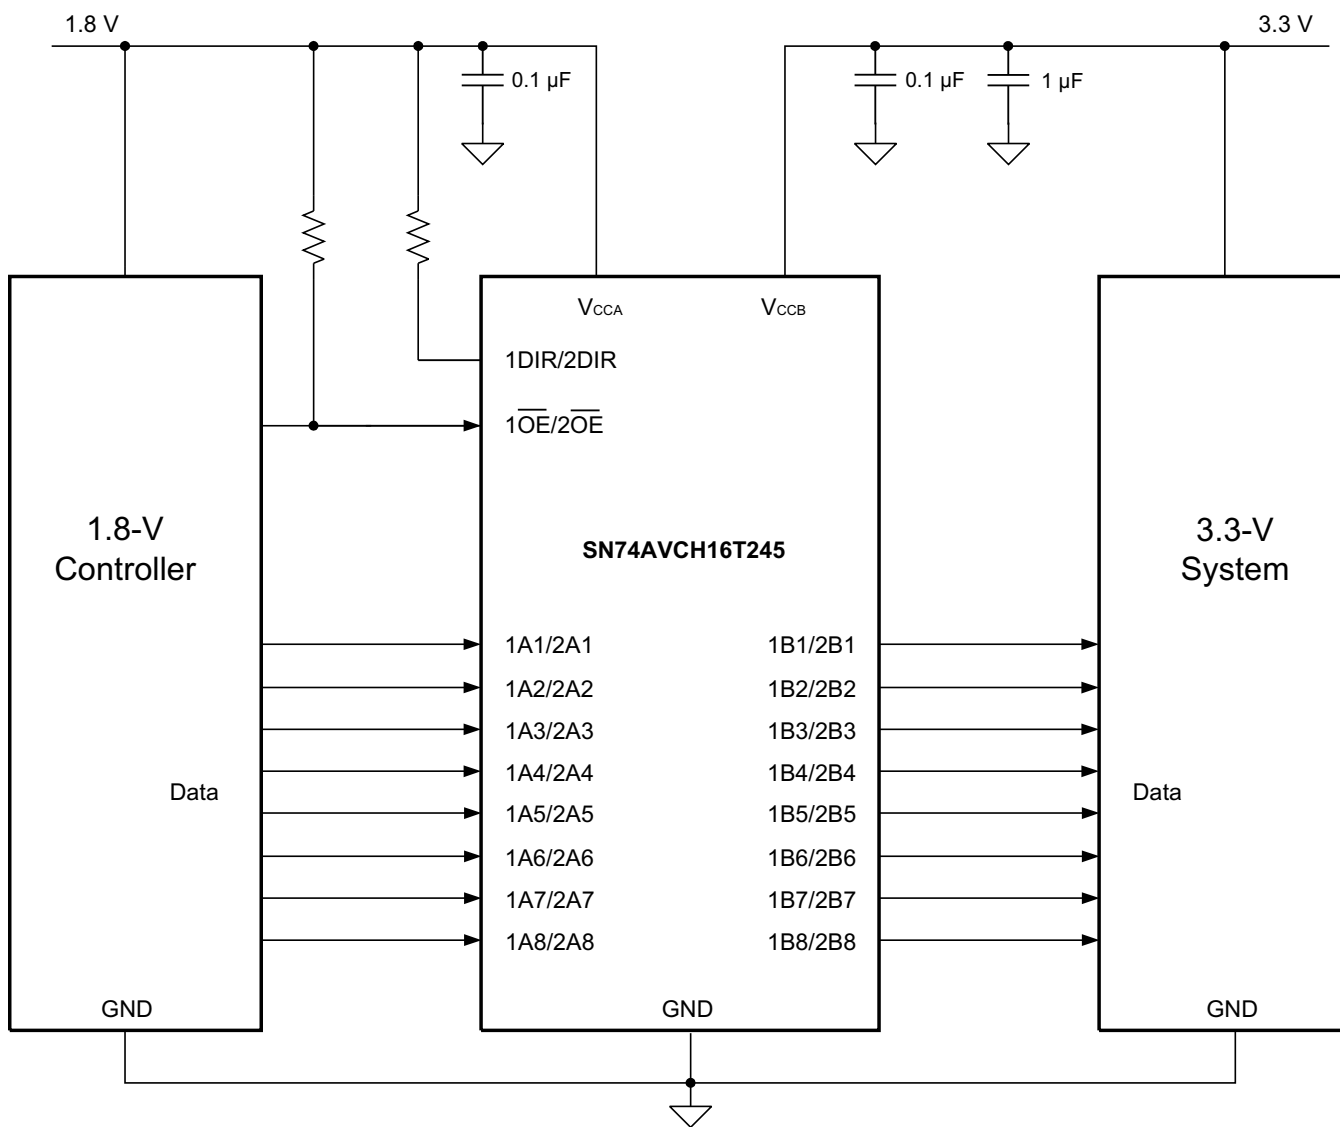 1.8 V
3.3 V
0.1 µF
0.1 µF
1 µF
VCCA
VCCB
1DIR/2DIR
1O̅E̅/2O̅E̅
1.8-V
Controller
SN74AVCH16T245
3.3-V
System
1A1/2A1
1B1/2B1
1A2/2A2
1B2/2B2
1A3/2A3
1B3/2B3
1A4/2A4
1B4/2B4
Data
Data
1A5/2A5
1B5/2B5
1A6/2A6
1B6/2B6
1A7/2A7
1B7/2B7
1A8/2A8
1B8/2B8
GND
GND
GND